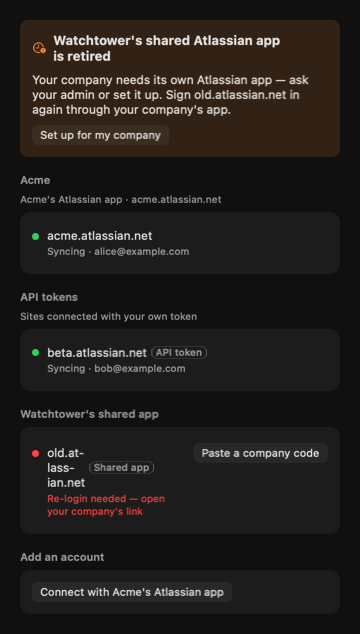 Watchtower's shared Atlassian app
is retired
Your company needs its own Atlassian app — ask
your admin or set it up. Sign old.atlassian.net in
again through your company's app.
Set up for my company
Acme
Acme's Atlassian app · acme.atlassian.net
acme.atlassian.net
Syncing · alice@example.com
API tokens
Sites connected with your own token
beta.atlassian.net API token
Syncing · bob@example.com
Watchtower's shared app
old.at-
lass-
ian.net
Shared app
Re-login needed — open
your company's link
Paste a company code
Add an account
Connect with Acme's Atlassian app